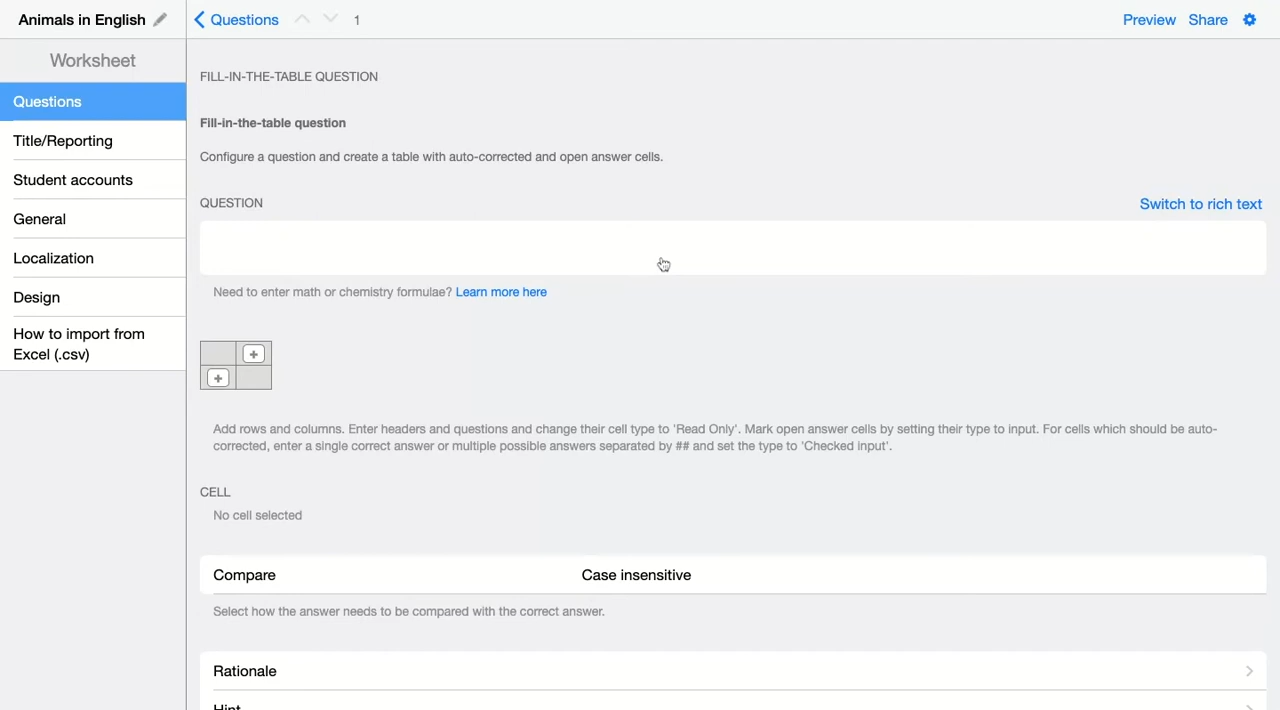 Animals in English
Questions
1
Preview
Share
Worksheet
Questions
Title/Reporting
Student accounts
General
Localization
Design
How to import from
Excel (.csv)
FILL-IN-THE-TABLE QUESTION
Fill-in-the-table question
Configure a question and create a table with auto-corrected and open answer cells.
QUESTION
Switch to rich text
Need to enter math or chemistry formulae? Learn more here
+
+
Add rows and columns. Enter headers and questions and change their cell type to 'Read Only'. Mark open answer cells by setting their type to input. For cells which should be auto-
corrected, enter a single correct answer or multiple possible answers separated by ## and set the type to 'Checked input'.
CELL
No cell selected
Compare
Case insensitive
Select how the answer needs to be compared with the correct answer.
Rationale
Hint